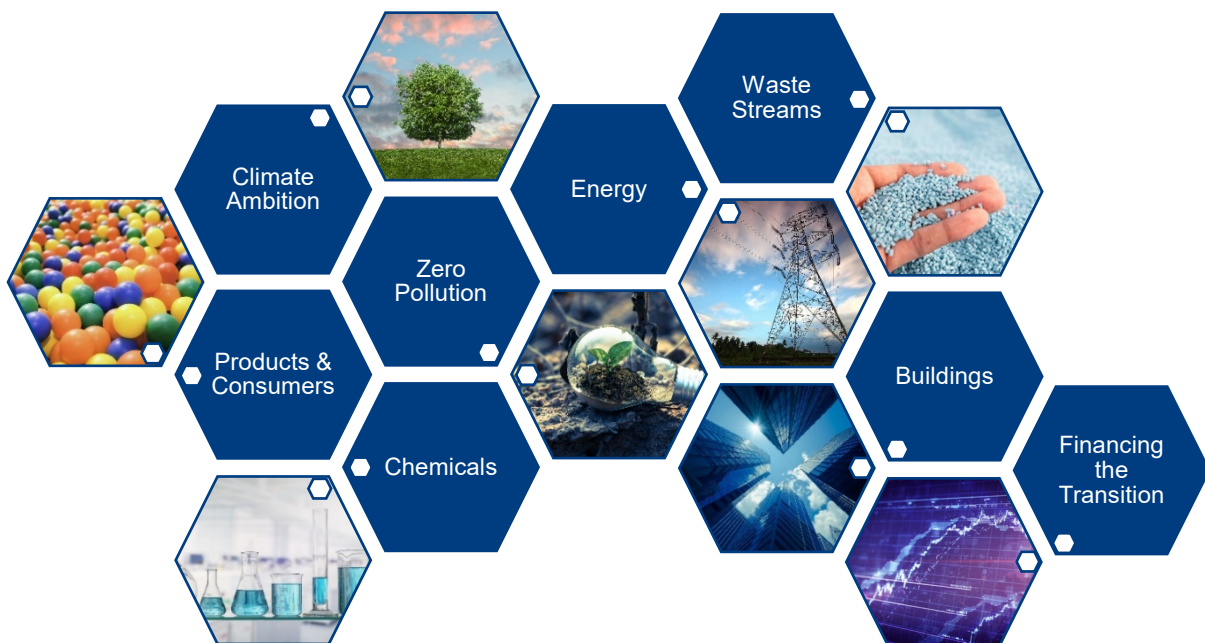 Waste
Streams
Climate
Ambition
Energy
Zero
Pollution
Products &
Consumers
Buildings
Chemicals
Financing
the
Transition